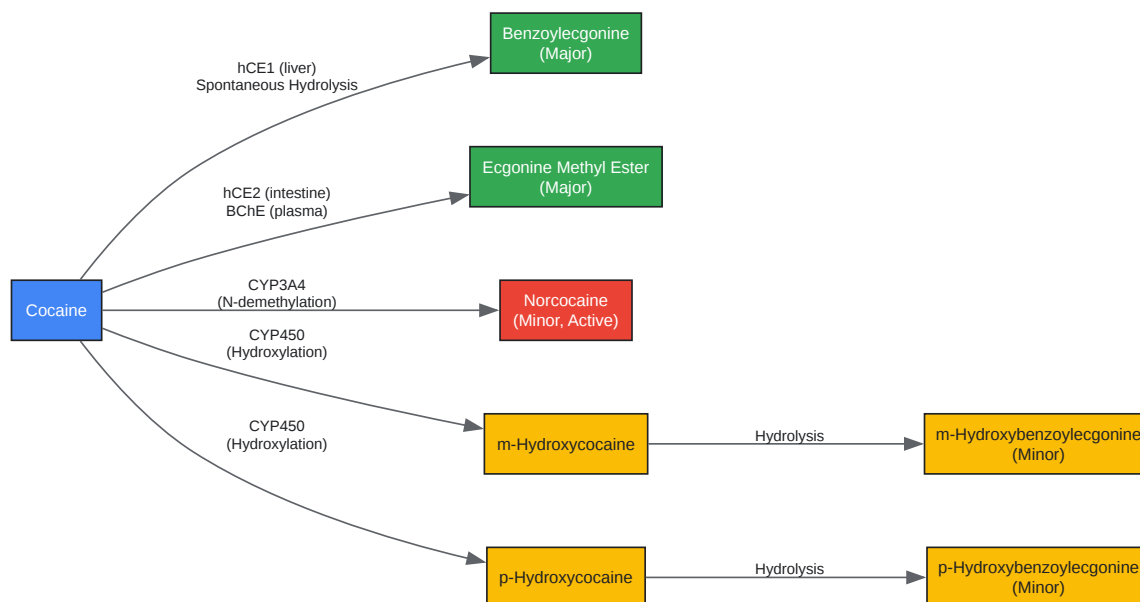 Benzoylecgonine
(Major)
hCE1 (liver)
Spontaneous Hydrolysis
Ecgonine Methyl Ester
(Major)
hCE2 (intestine)
BChE (plasma)
Cocaine
CYP3A4
(N-demethylation)
Norcocaine
(Minor, Active)
CYP450
(Hydroxylation)
m-Hydroxycocaine
Hydrolysis
m-Hydroxybenzoylecgonine
(Minor)
CYP450
(Hydroxylation)
p-Hydroxycocaine
Hydrolysis
p-Hydroxybenzoylecgonine
(Minor)